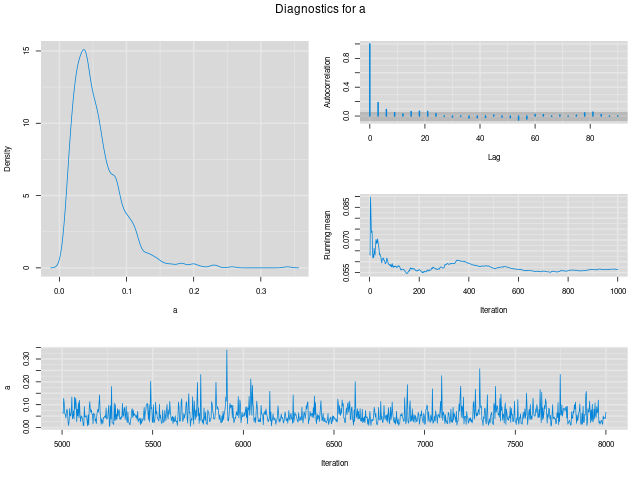 Diagnostics for a
Density
15
10
5
0
0.0 0.1 0.2 0.3
a
Autocorrelation
0.8
0.4
0.0
0 20 40 60 80
Lag
Running mean
0.085
0.070
0.055
0 200 400 600 800 1000
Iteration
a
0.30
0.20
0.10
0.00
5000 5500 6000 6500 7000 7500 8000
Iteration